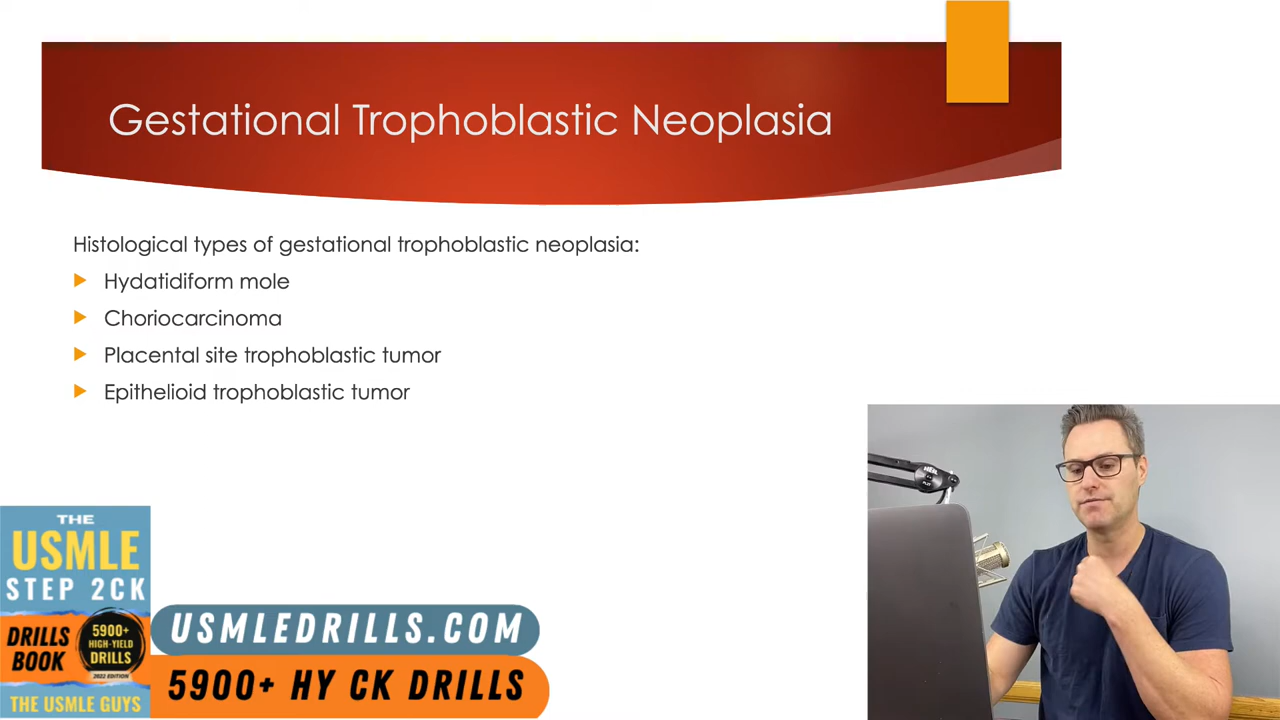 Gestational Trophoblastic Neoplasia
Histological types of gestational trophoblastic neoplasia:
Hydatidiform mole
Choriocarcinoma
Placental site trophoblastic tumor
Epithelioid trophoblastic tumor
THE
USMLE
STEP 2CK
DRILLS
BOOK
5900+
HIGH-YIELD
DRILLS
2022 EDITION
THE USMLE GUYS
USMLEDRILLS.COM
5900+ HY CK DRILLS